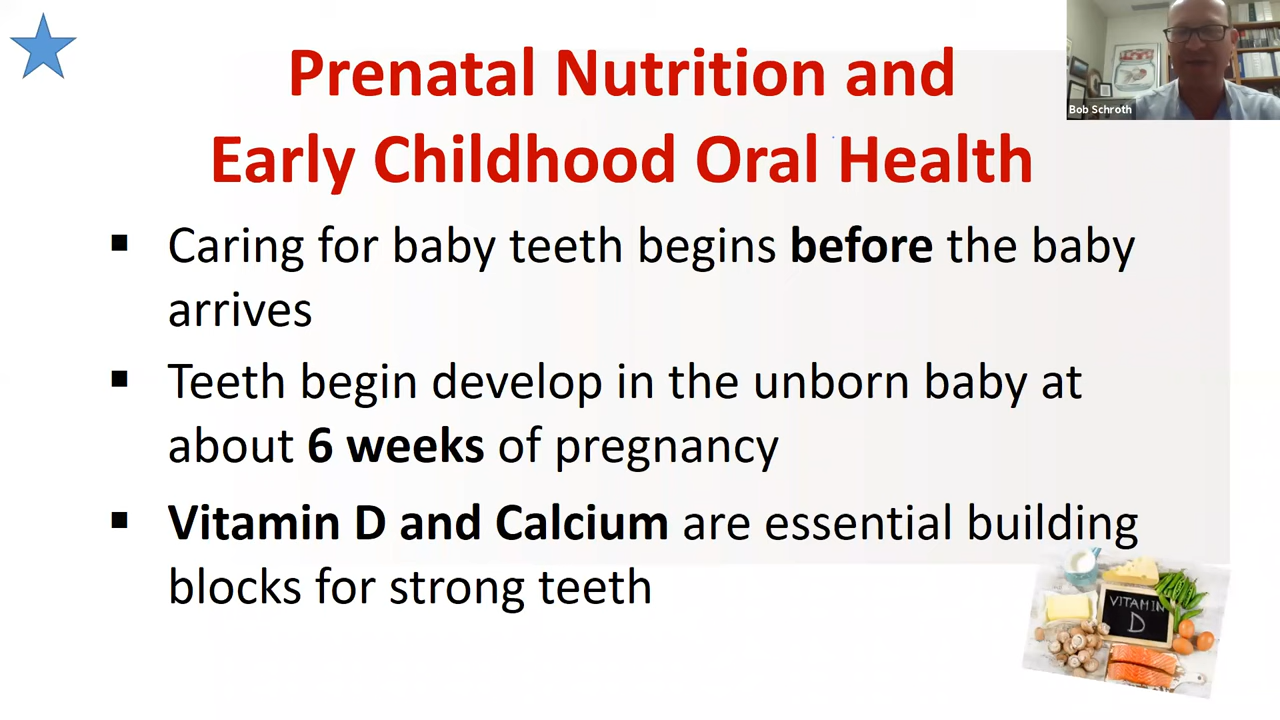 Prenatal Nutrition and
Early Childhood Oral Health
Bob Schroth
▪ Caring for baby teeth begins before the baby
arrives
▪ Teeth begin develop in the unborn baby at
about 6 weeks of pregnancy
▪ Vitamin D and Calcium are essential building
blocks for strong teeth
VITAMIN
D